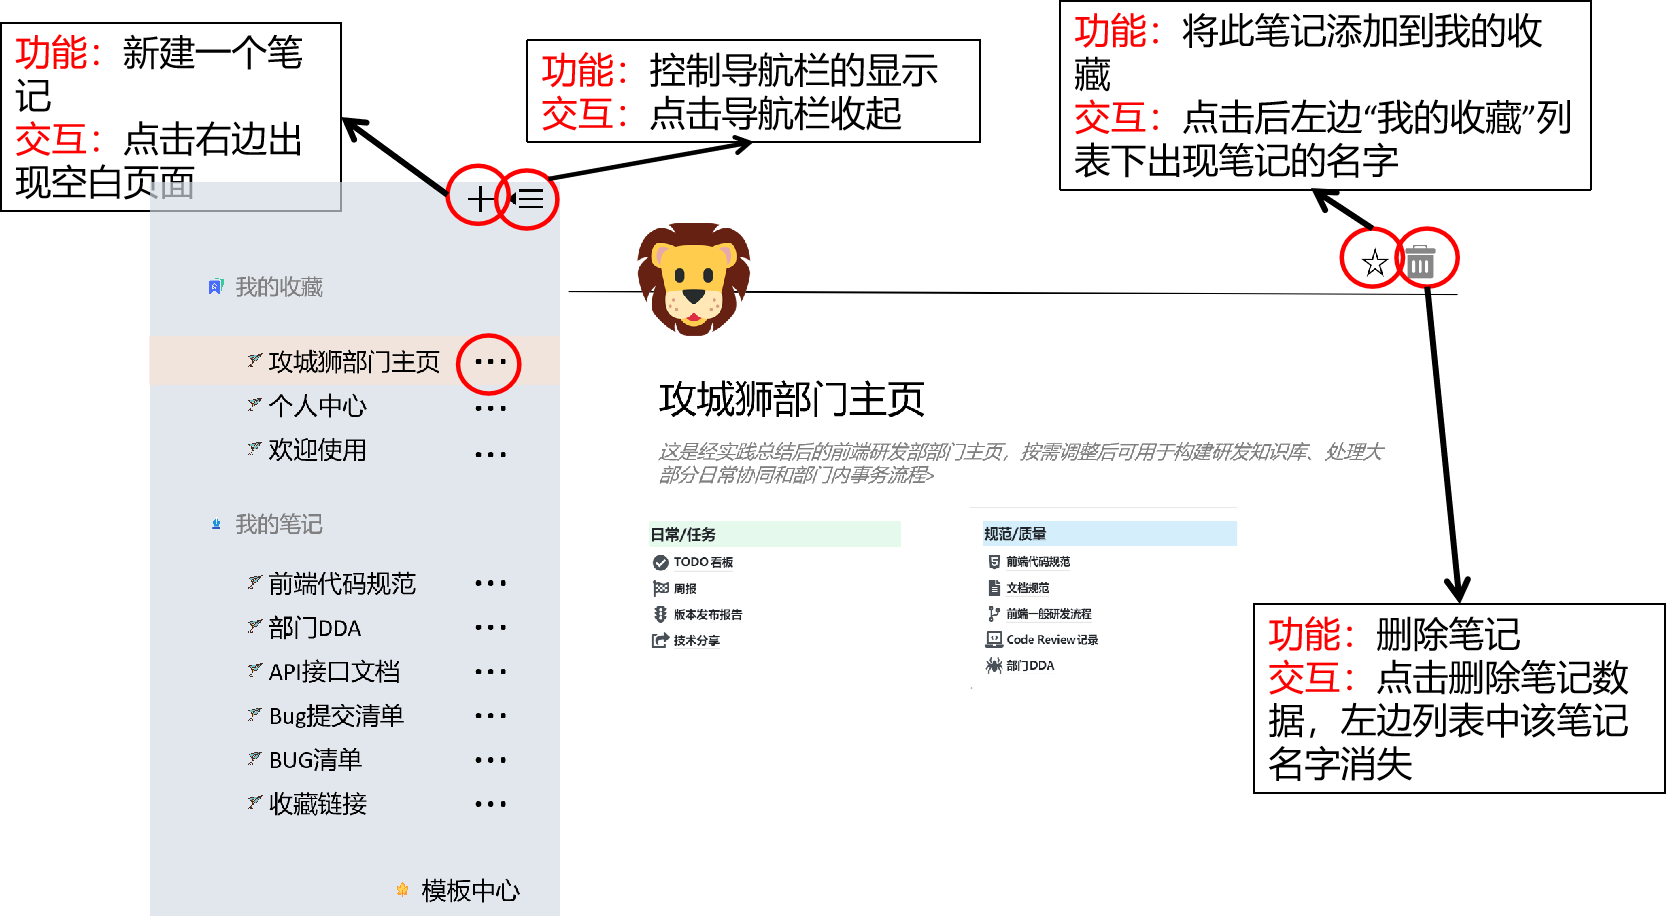 功能：新建一个笔
记
交互：点击右边出
现空白页面
功能：控制导航栏的显示
交互：点击导航栏收起
功能：将此笔记添加到我的收
藏
交互：点击后左边“我的收藏”列
表下出现笔记的名字
我的收藏
攻城狮部门主页
个人中心
欢迎使用
我的笔记
前端代码规范
部门DDA
API接口文档
Bug提交清单
BUG清单
收藏链接
模板中心
攻城狮部门主页
这是经实践总结后的前端研发部部门主页，按需调整后可用于构建研发知识库、处理大
部分日常协同和部门内事务流程>
日常/任务
TODO 看板
周报
版本发布报告
技术分享
规范/质量
前端代码规范
文档规范
前端一般研发流程
Code Review 记录
部门 DDA
功能：删除笔记
交互：点击删除笔记数
据，左边列表中该笔记
名字消失